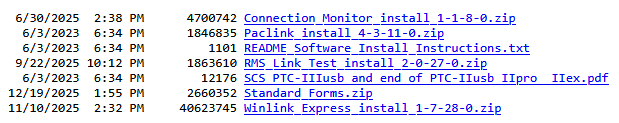 6/30/2025 2:38 PM 4700742 Connection_Monitor_install_1-1-8-0.zip
6/3/2023 6:34 PM 1846835 Paclink_install_4-3-11-0.zip
6/3/2023 6:34 PM 1101 README_Software_Install_Instructions.txt
9/22/2025 10:12 PM 1863610 RMS_Link_Test_install_2-0-27-0.zip
6/3/2023 6:34 PM 12176 SCS_PTC-IIIusb_and_end_of_PTC-IIusb_IIpro__IIex.pdf
12/19/2025 1:55 PM 2660352 Standard_Forms.zip
11/10/2025 2:32 PM 40623745 Winlink_Express_install_1-7-28-0.zip